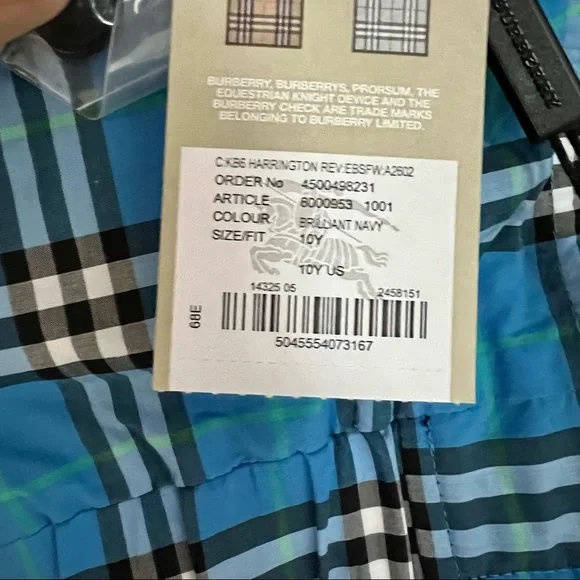 BURBERRY, BURBERRYS, PRORSUM, THE
EQUESTRIAN KNIGHT DEVICE AND THE
BURBERRY CHECK ARE TRADE MARKS
BELONGING TO BURBERRY LIMITED.
BURBERRY
C:KB6 HARRINGTON REV:EBSFW:A2602
ORDER No 4500498231
ARTICLE 8000953 1001
COLOUR BRILLIANT NAVY
SIZE/FIT 10Y
10Y US
14325 05 2458151
68E
5045554073167